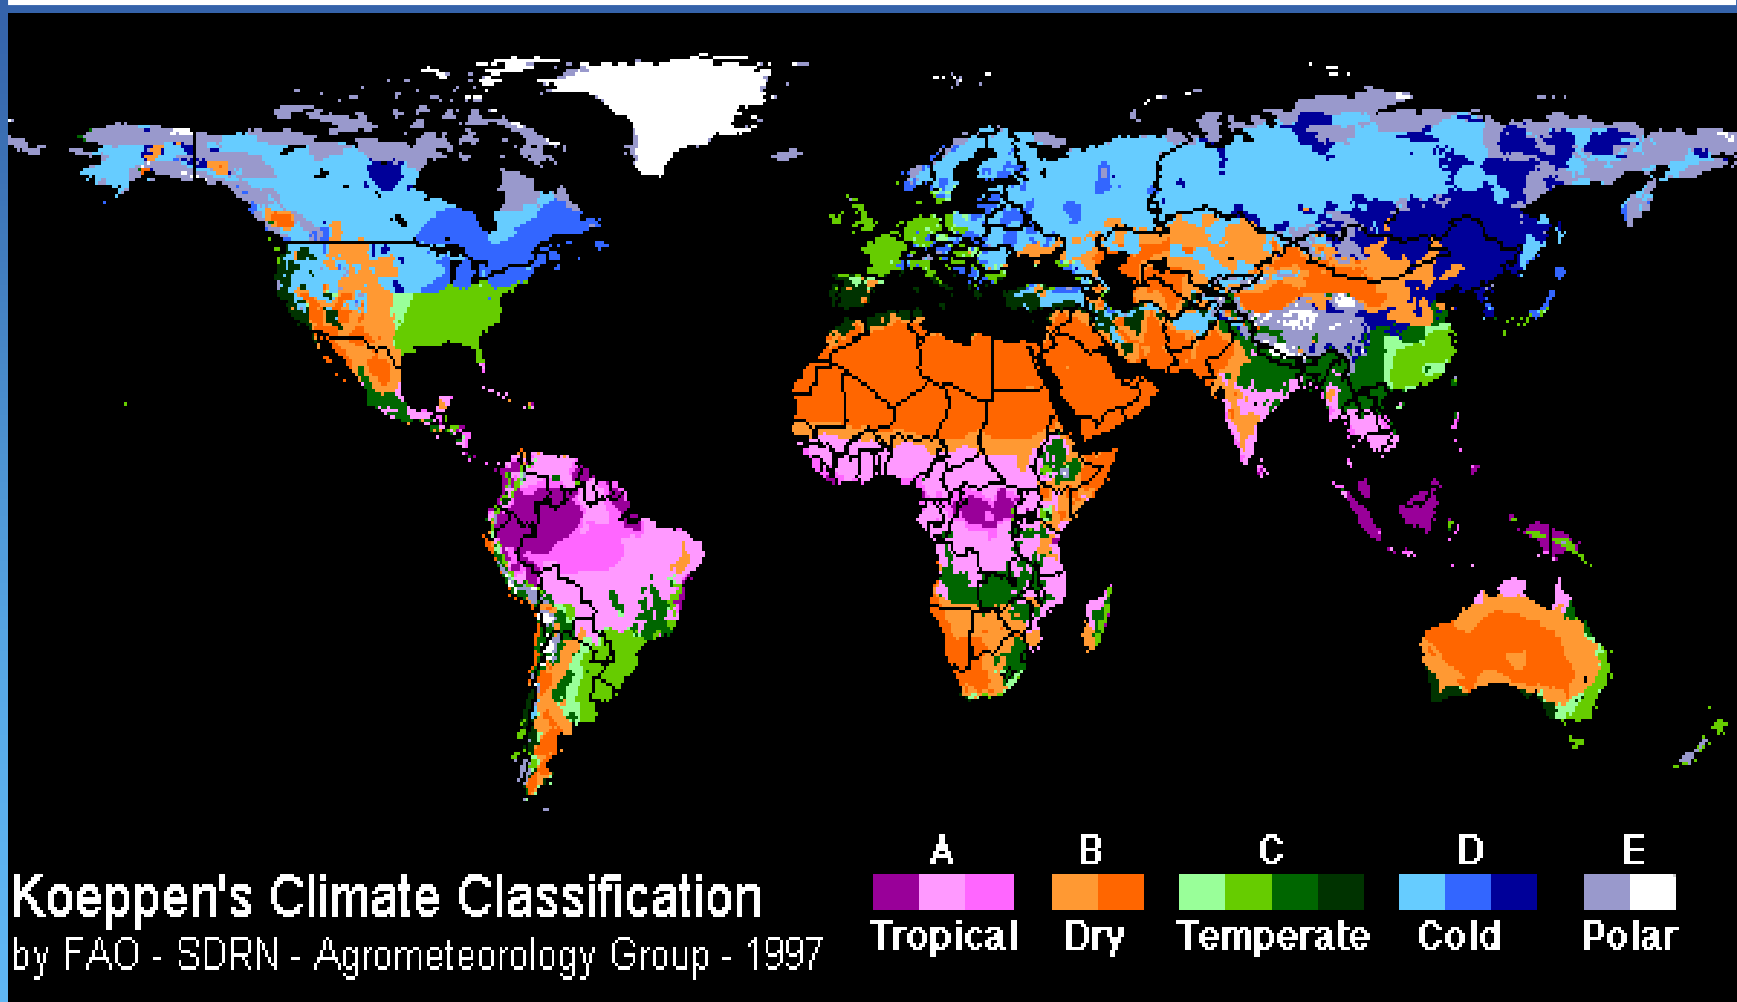 A B C D E
Tropical Dry Temperate Cold Polar
Koeppen's Climate Classification
by FAO - SDRN - Agrometeorology Group - 1997